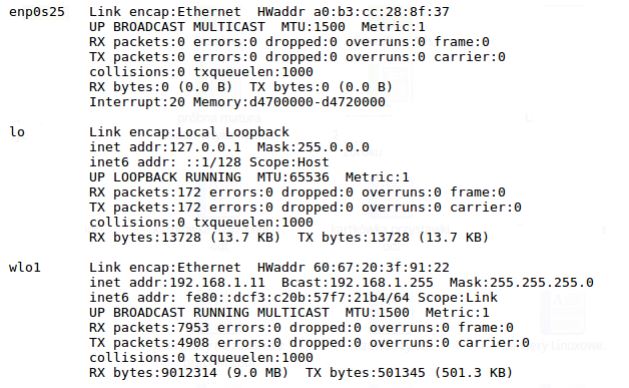 enp0s25 Link encap:Ethernet HWaddr a0:b3:cc:28:8f:37
UP BROADCAST MULTICAST MTU:1500 Metric:1
RX packets:0 errors:0 dropped:0 overruns:0 frame:0
TX packets:0 errors:0 dropped:0 overruns:0 carrier:0
collisions:0 txqueuelen:1000
RX bytes:0 (0.0 B) TX bytes:0 (0.0 B)
Interrupt:20 Memory:d4700000-d4720000
lo Link encap:Local Loopback
inet addr:127.0.0.1 Mask:255.0.0.0
inet6 addr: ::1/128 Scope:Host
UP LOOPBACK RUNNING MTU:65536 Metric:1
RX packets:172 errors:0 dropped:0 overruns:0 frame:0
TX packets:172 errors:0 dropped:0 overruns:0 carrier:0
collisions:0 txqueuelen:1000
RX bytes:13728 (13.7 KB) TX bytes:13728 (13.7 KB)
wlo1 Link encap:Ethernet HWaddr 60:67:20:3f:91:22
inet addr:192.168.1.11 Bcast:192.168.1.255 Mask:255.255.255.0
inet6 addr: fe80::dcf3:c20b:57f7:21b4/64 Scope:Link
UP BROADCAST RUNNING MULTICAST MTU:1500 Metric:1
RX packets:7953 errors:0 dropped:0 overruns:0 frame:0
TX packets:4908 errors:0 dropped:0 overruns:0 carrier:0
collisions:0 txqueuelen:1000
RX bytes:9012314 (9.0 MB) TX bytes:501345 (501.3 KB)